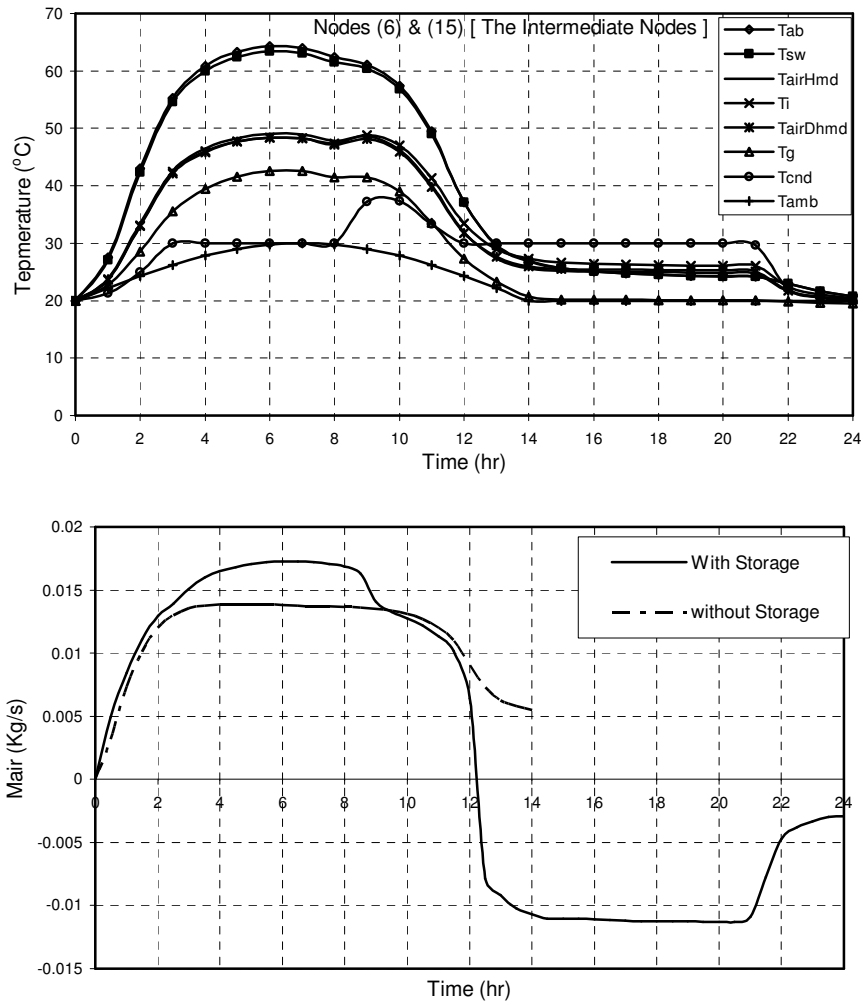 Nodes (6) & (15) [ The Intermediate Nodes ]
70
60
50
40
30
20
10
0
Tepmerature (°C)
Tab
Tsw
TairHmd
Ti
TairDhmd
Tg
Tcnd
Tamb
0 2 4 6 8 10 12 14 16 18 20 22 24
Time (hr)
0.02
0.015
0.01
0.005
0
-0.005
-0.01
-0.015
Mair (Kg/s)
With Storage
without Storage
0 2 4 6 8 10 12 14 16 18 20 22 24
Time (hr)